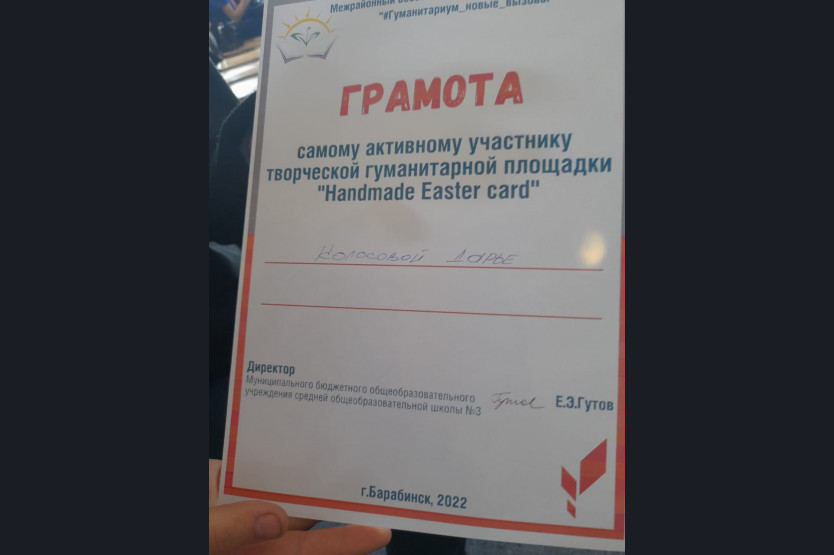 Межрайонный
"#Гуманитариум_новые_вызовы"
ГРАМОТА
самому активному участнику
творческой гуманитарной площадки
"Handmade Easter card"
Колосовой Дарье
Директор
Муниципального бюджетного общеобразовательного
учреждения средней общеобразовательной школы №3
Е.Э.Гутов
г.Барабинск, 2022